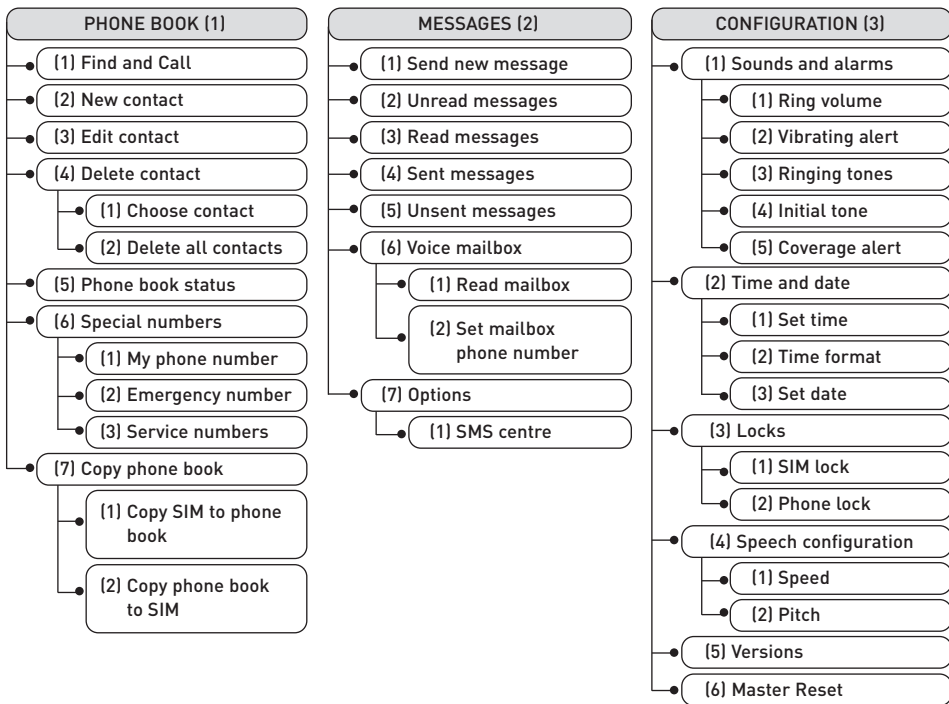 PHONE BOOK (1)
(1) Find and Call
(2) New contact
(3) Edit contact
(4) Delete contact
(1) Choose contact
(2) Delete all contacts
(5) Phone book status
(6) Special numbers
(1) My phone number
(2) Emergency number
(3) Service numbers
(7) Copy phone book
(1) Copy SIM to phone
book
(2) Copy phone book
to SIM
MESSAGES (2)
(1) Send new message
(2) Unread messages
(3) Read messages
(4) Sent messages
(5) Unsent messages
(6) Voice mailbox
(1) Read mailbox
(2) Set mailbox
phone number
(7) Options
(1) SMS centre
CONFIGURATION (3)
(1) Sounds and alarms
(1) Ring volume
(2) Vibrating alert
(3) Ringing tones
(4) Initial tone
(5) Coverage alert
(2) Time and date
(1) Set time
(2) Time format
(3) Set date
(3) Locks
(1) SIM lock
(2) Phone lock
(4) Speech configuration
(1) Speed
(2) Pitch
(5) Versions
(6) Master Reset